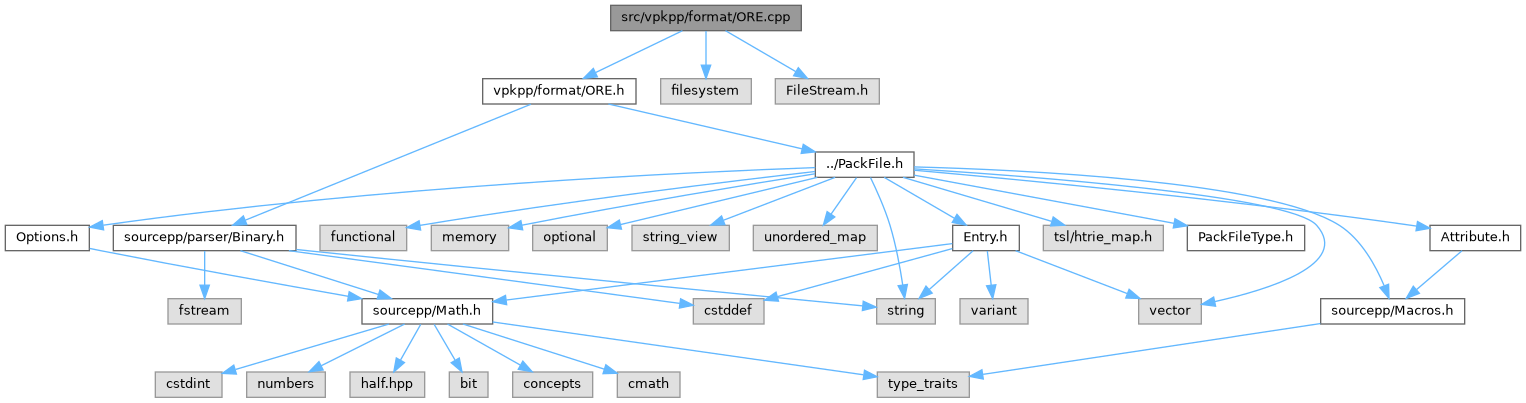 src/vpkpp/format/ORE.cpp
vpkpp/format/ORE.h
filesystem
FileStream.h
../PackFile.h
Options.h
sourcepp/parser/Binary.h
functional
memory
optional
string_view
unordered_map
Entry.h
tsl/htrie_map.h
PackFileType.h
Attribute.h
fstream
sourcepp/Math.h
cstddef
string
variant
vector
sourcepp/Macros.h
cstdint
numbers
half.hpp
bit
concepts
cmath
type_traits